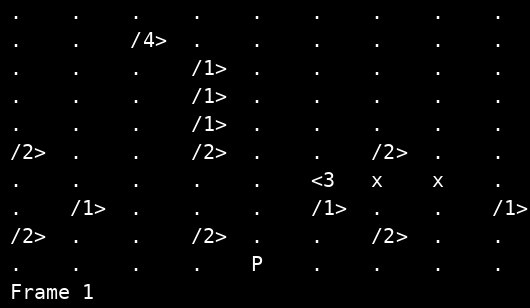 .    .    .    .    .    .    .    .    .
.    .    /4>  .    .    .    .    .    .
.    .    .    /1>  .    .    .    .    .
.    .    .    /1>  .    .    .    .    .
.    .    .    /1>  .    .    .    .    .
/2>  .    .    /2>  .    .    /2>  .    .
.    .    .    .    .    <3   x    x    .
.    /1>  .    .    .    /1>  .    .    /1>
/2>  .    .    /2>  .    .    /2>  .    .
.    .    .    .    P    .    .    .    .
Frame 1